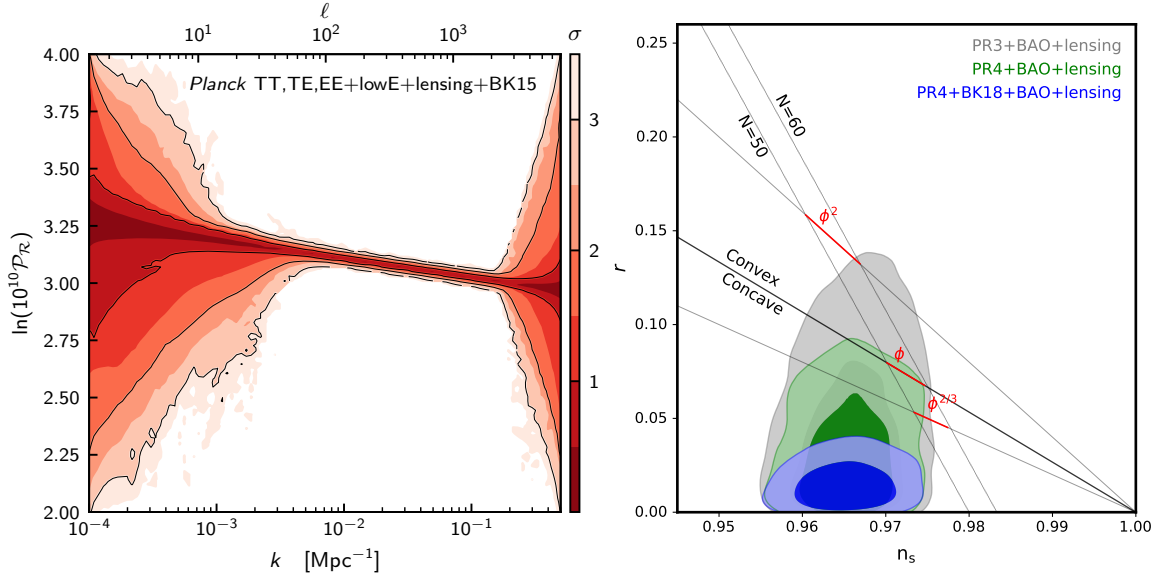 ℓ
10¹ 10² 10³
σ
4.00
3.75
3.50
3.25
3.00
2.75
2.50
2.25
2.00
ln(10¹⁰𝒫_ℛ)
Planck TT,TE,EE+lowE+lensing+BK15
3
2
1
10⁻⁴ 10⁻³ 10⁻² 10⁻¹
k [Mpc⁻¹]
0.25
0.20
0.15
0.10
0.05
0.00
r
PR3+BAO+lensing
PR4+BAO+lensing
PR4+BK18+BAO+lensing
N=60
N=50
ϕ²
Convex
Concave
ϕ
ϕ²ᐟ³
0.95 0.96 0.97 0.98 0.99 1.00
nₛ